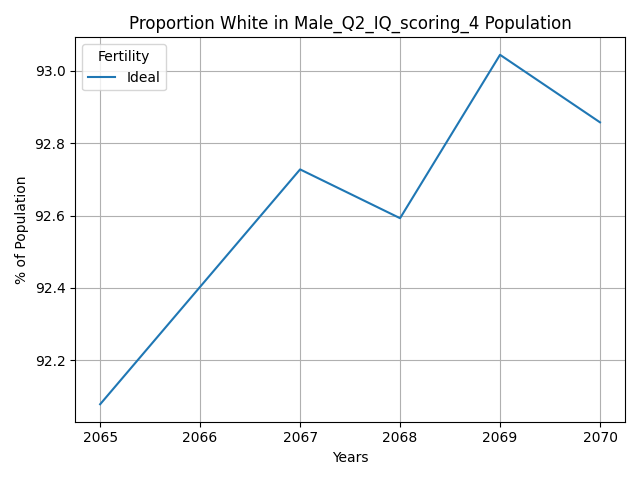 Proportion White in Male_Q2_IQ_scoring_4 Population
Fertility
Ideal
% of Population
93.0
92.8
92.6
92.4
92.2
2065 2066 2067 2068 2069 2070
Years